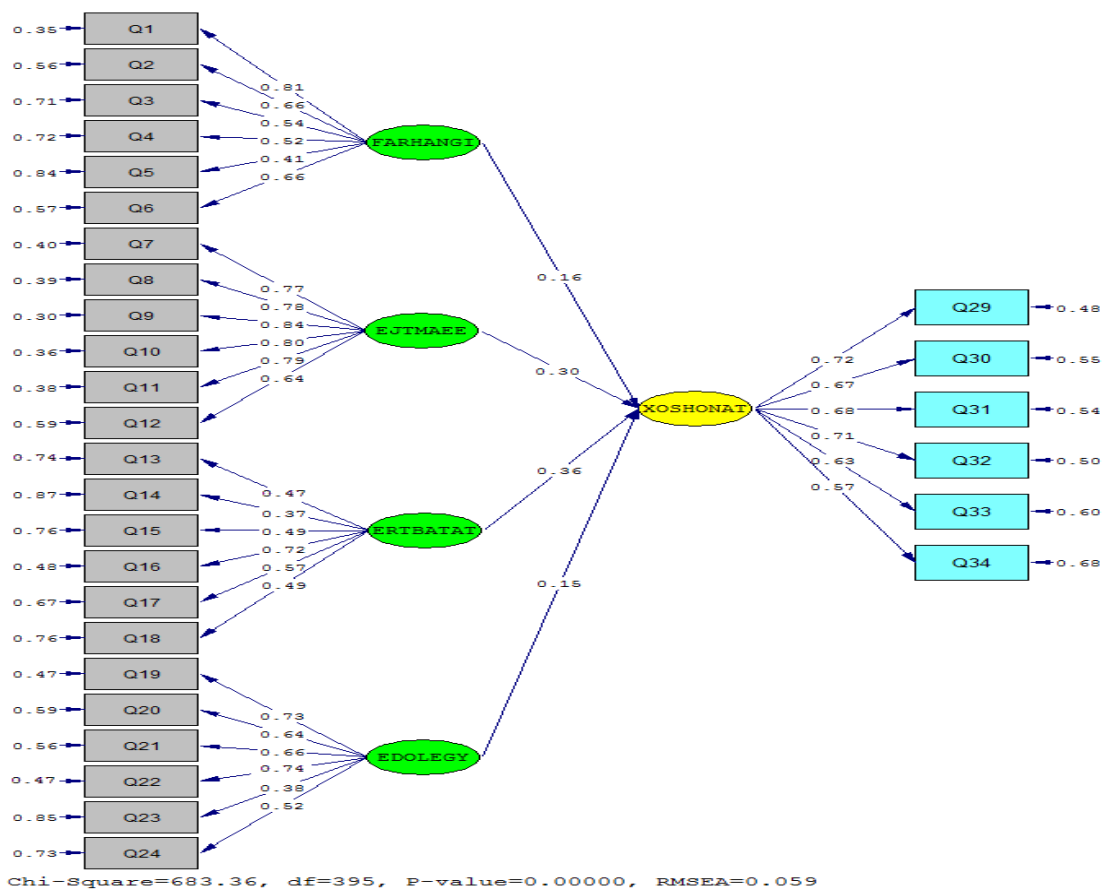 0.35 Q1
0.56 Q2
0.71 Q3
0.72 Q4
0.84 Q5
0.57 Q6
0.40 Q7
0.39 Q8
0.30 Q9
0.36 Q10
0.38 Q11
0.59 Q12
0.74 Q13
0.87 Q14
0.76 Q15
0.48 Q16
0.67 Q17
0.76 Q18
0.47 Q19
0.59 Q20
0.56 Q21
0.47 Q22
0.85 Q23
0.73 Q24
0.81
0.66
0.54
0.52
0.41
0.66
FARHANGI
0.77
0.78
0.84
0.80
0.79
0.64
EJTMAEE
0.47
0.37
0.49
0.72
0.57
0.49
ERTBATAT
0.73
0.64
0.66
0.74
0.38
0.52
EDOLEGY
0.16
0.30
0.36
0.15
XOSHONAT
0.72
0.67
0.68
0.71
0.63
0.57
Q29 0.48
Q30 0.55
Q31 0.54
Q32 0.50
Q33 0.60
Q34 0.68
Chi-Square=683.36, df=395, P-value=0.00000, RMSEA=0.059